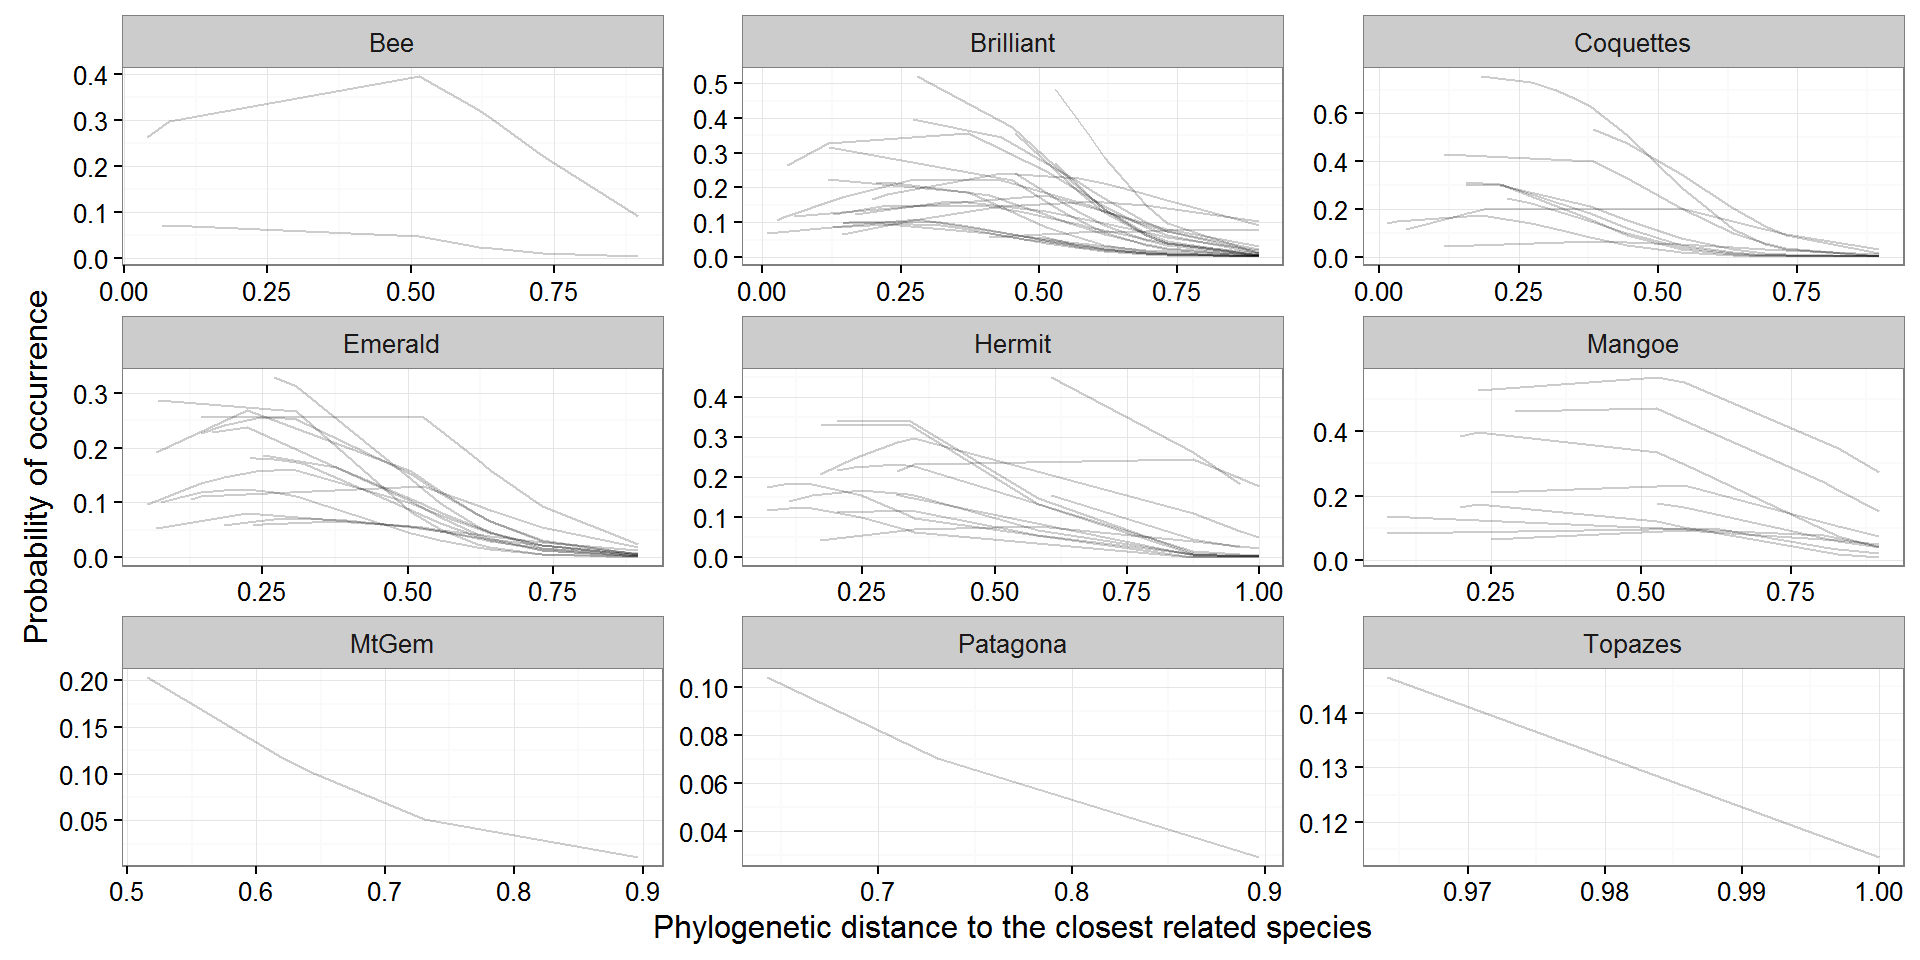 Bee
Brilliant
Coquettes
0.4
0.3
0.2
0.1
0.0
0.5
0.4
0.3
0.2
0.1
0.0
0.6
0.4
0.2
0.0
0.00 0.25 0.50 0.75
0.00 0.25 0.50 0.75
0.00 0.25 0.50 0.75
Probability of occurrence
Emerald
Hermit
Mangoe
0.3
0.2
0.1
0.0
0.4
0.3
0.2
0.1
0.0
0.4
0.2
0.0
0.25 0.50 0.75
0.25 0.50 0.75 1.00
0.25 0.50 0.75
MtGem
Patagona
Topazes
0.20
0.15
0.10
0.05
0.10
0.08
0.06
0.04
0.14
0.13
0.12
0.5 0.6 0.7 0.8 0.9
0.7 0.8 0.9
0.97 0.98 0.99 1.00
Phylogenetic distance to the closest related species